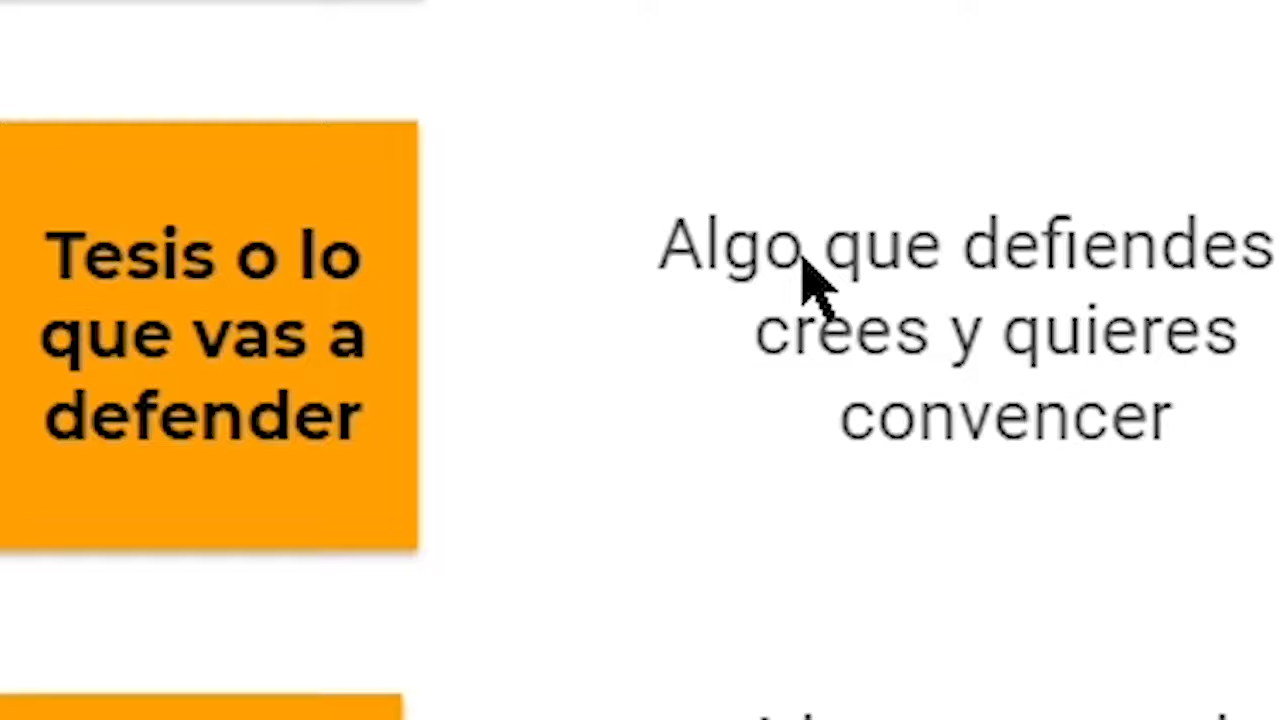 Tesis o lo
que vas a
defender
Algo que defiendes
crees y quieres
convencer